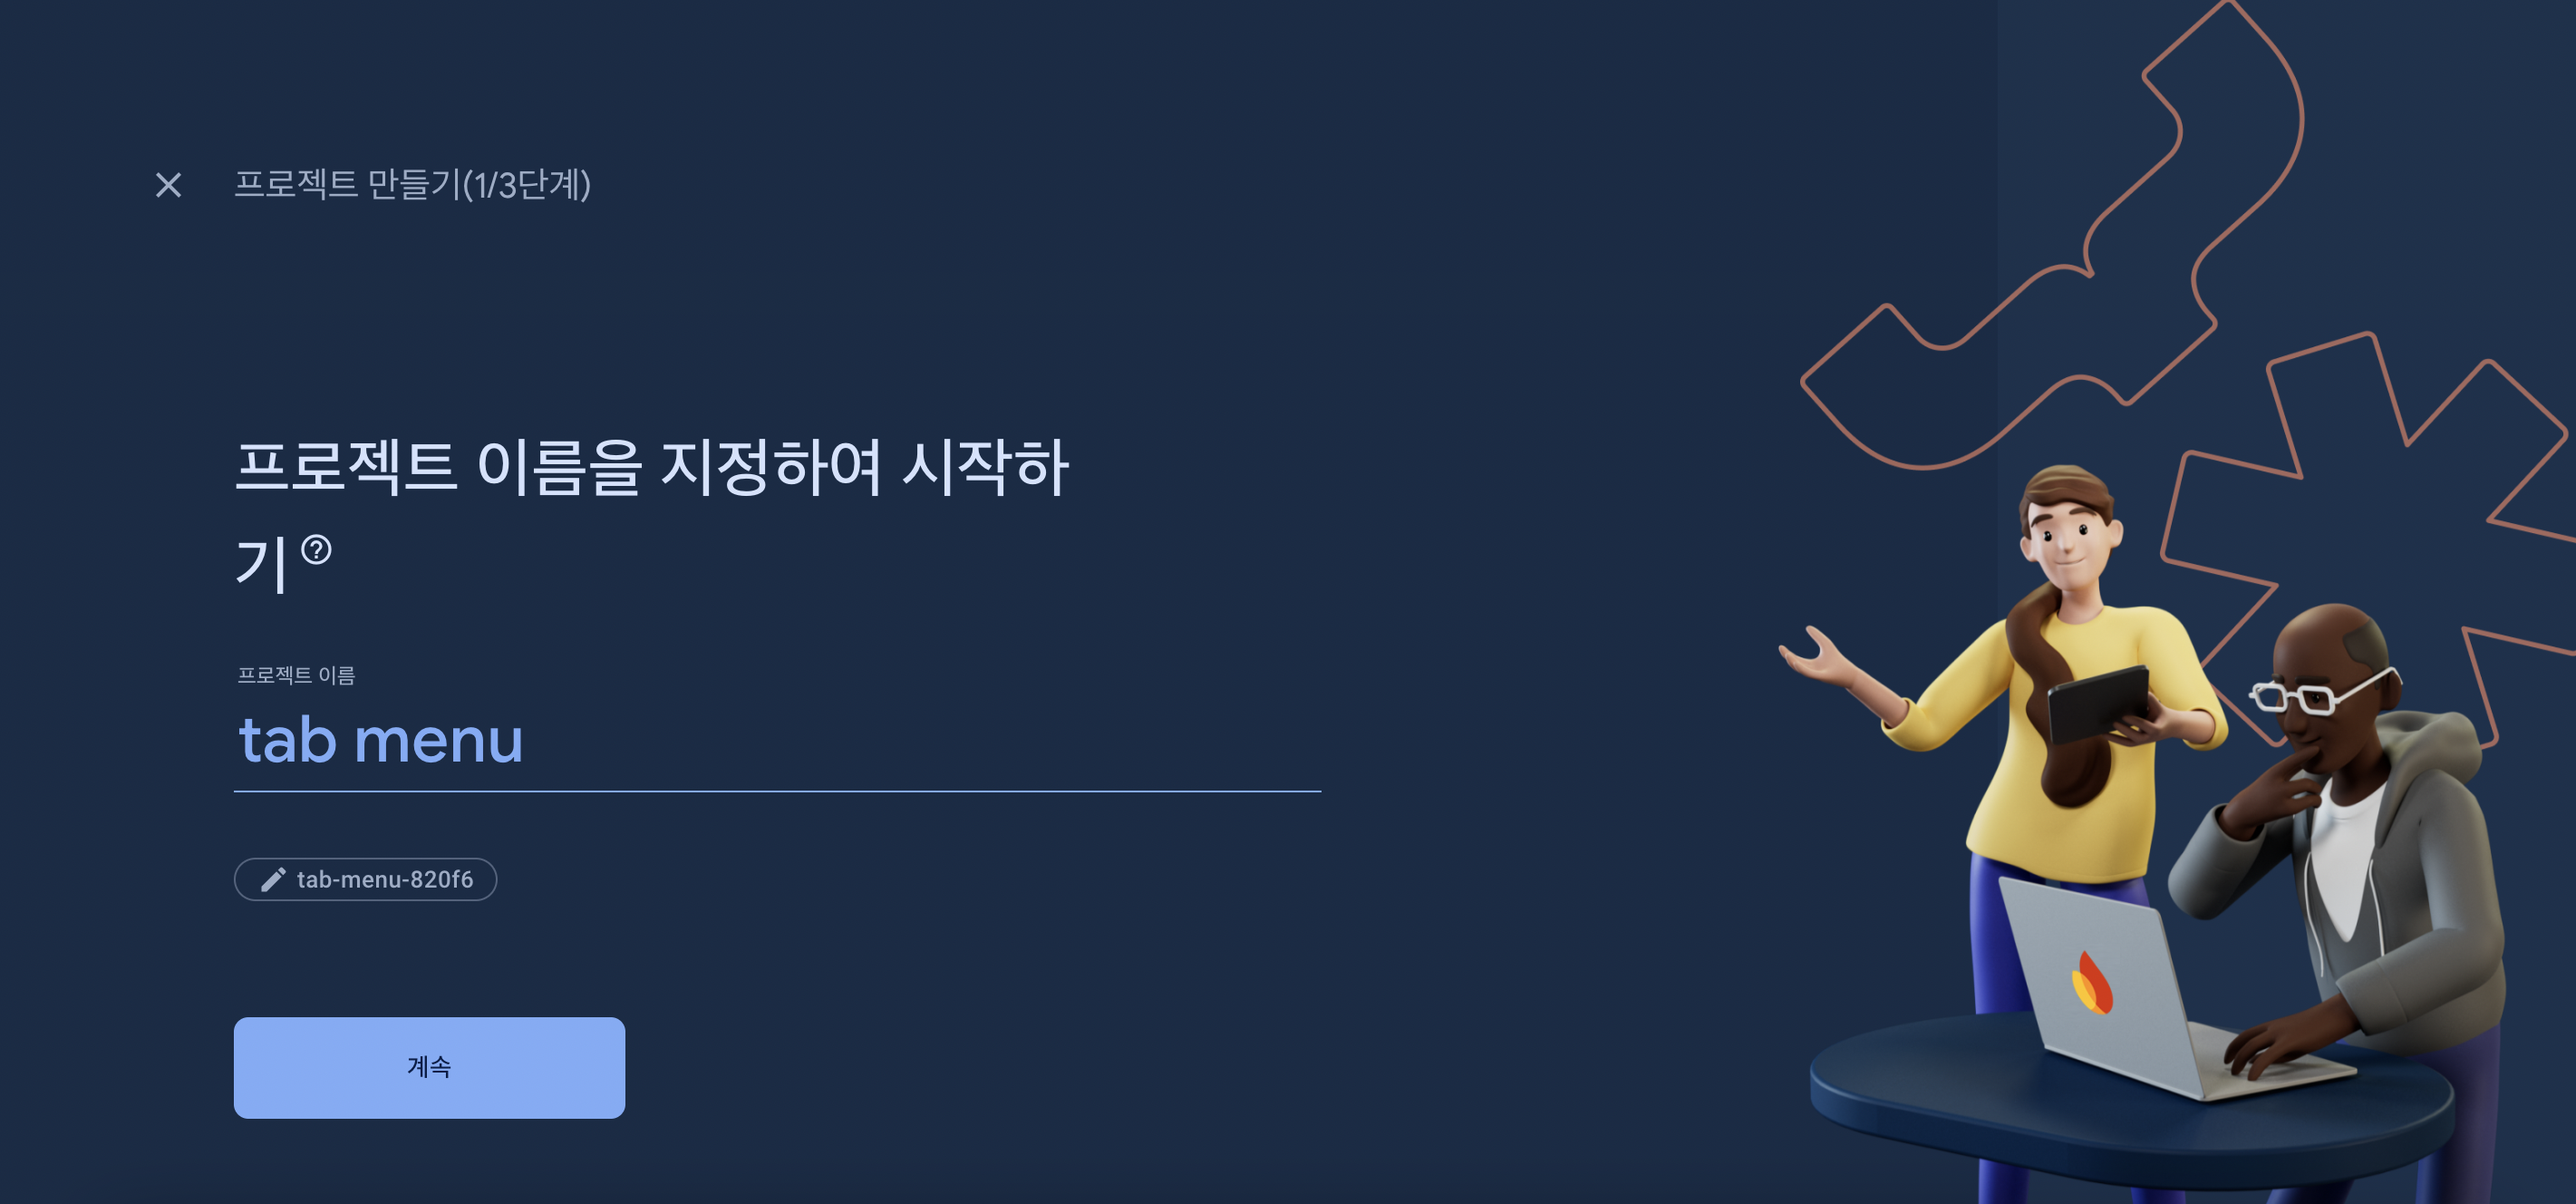 프로젝트 만들기(1/3단계)
프로젝트 이름을 지정하여 시작하
기
프로젝트 이름
tab menu
tab-menu-820f6
계속